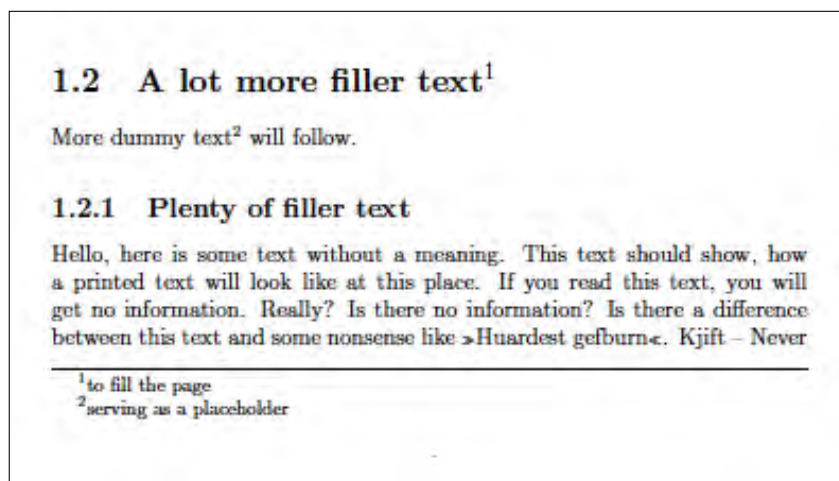 1.2 A lot more filler text¹
More dummy text² will follow.
1.2.1 Plenty of filler text
Hello, here is some text without a meaning. This text should show, how
a printed text will look like at this place. If you read this text, you will
get no information. Really? Is there no information? Is there a difference
between this text and some nonsense like »Huardest gefburn«. Kjift – Never
¹to fill the page
²serving as a placeholder